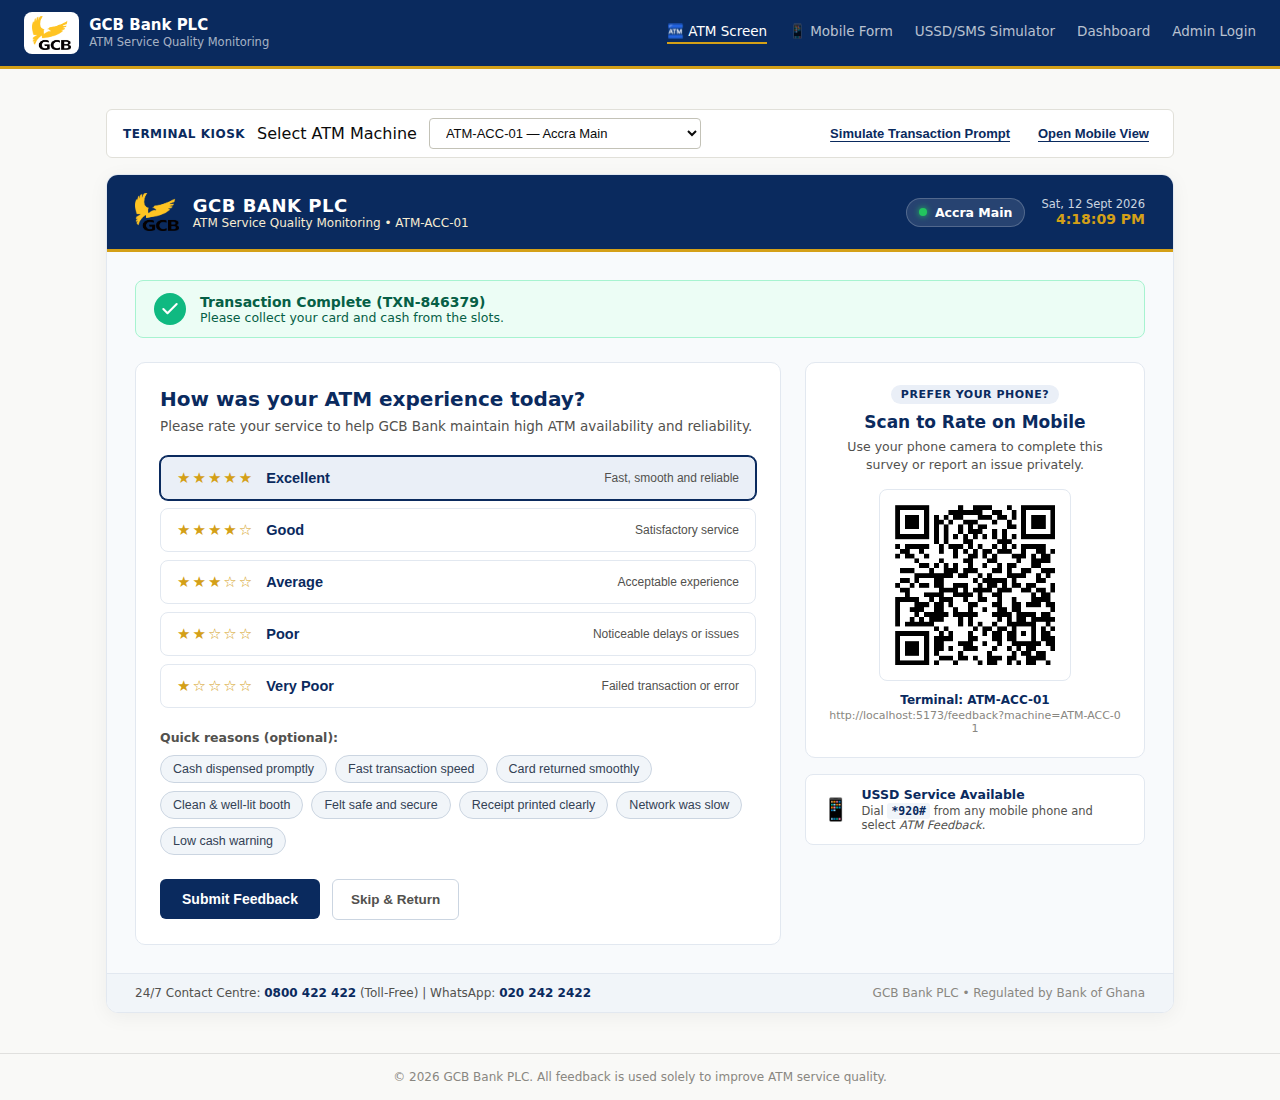 GCB
GCB Bank PLC
ATM Service Quality Monitoring
ATM
ATM Screen
Mobile Form
USSD/SMS Simulator
Dashboard
Admin Login
TERMINAL KIOSK
Select ATM Machine
ATM-ACC-01 — Accra Main
Simulate Transaction Prompt
Open Mobile View
GCB
GCB BANK PLC
ATM Service Quality Monitoring • ATM-ACC-01
Accra Main
Sat, 12 Sept 2026
4:18:09 PM
Transaction Complete (TXN-846379)
Please collect your card and cash from the slots.
How was your ATM experience today?
Please rate your service to help GCB Bank maintain high ATM availability and reliability.
★★★★★ Excellent
Fast, smooth and reliable
★★★★☆ Good
Satisfactory service
★★★☆☆ Average
Acceptable experience
★★☆☆☆ Poor
Noticeable delays or issues
★☆☆☆☆ Very Poor
Failed transaction or error
Quick reasons (optional):
Cash dispensed promptly
Fast transaction speed
Card returned smoothly
Clean & well-lit booth
Felt safe and secure
Receipt printed clearly
Network was slow
Low cash warning
Submit Feedback
Skip & Return
PREFER YOUR PHONE?
Scan to Rate on Mobile
Use your phone camera to complete this
survey or report an issue privately.
Terminal: ATM-ACC-01
http://localhost:5173/feedback?machine=ATM-ACC-0
1
USSD Service Available
Dial *920# from any mobile phone and
select ATM Feedback.
24/7 Contact Centre: 0800 422 422 (Toll-Free) | WhatsApp: 020 242 2422
GCB Bank PLC • Regulated by Bank of Ghana
© 2026 GCB Bank PLC. All feedback is used solely to improve ATM service quality.